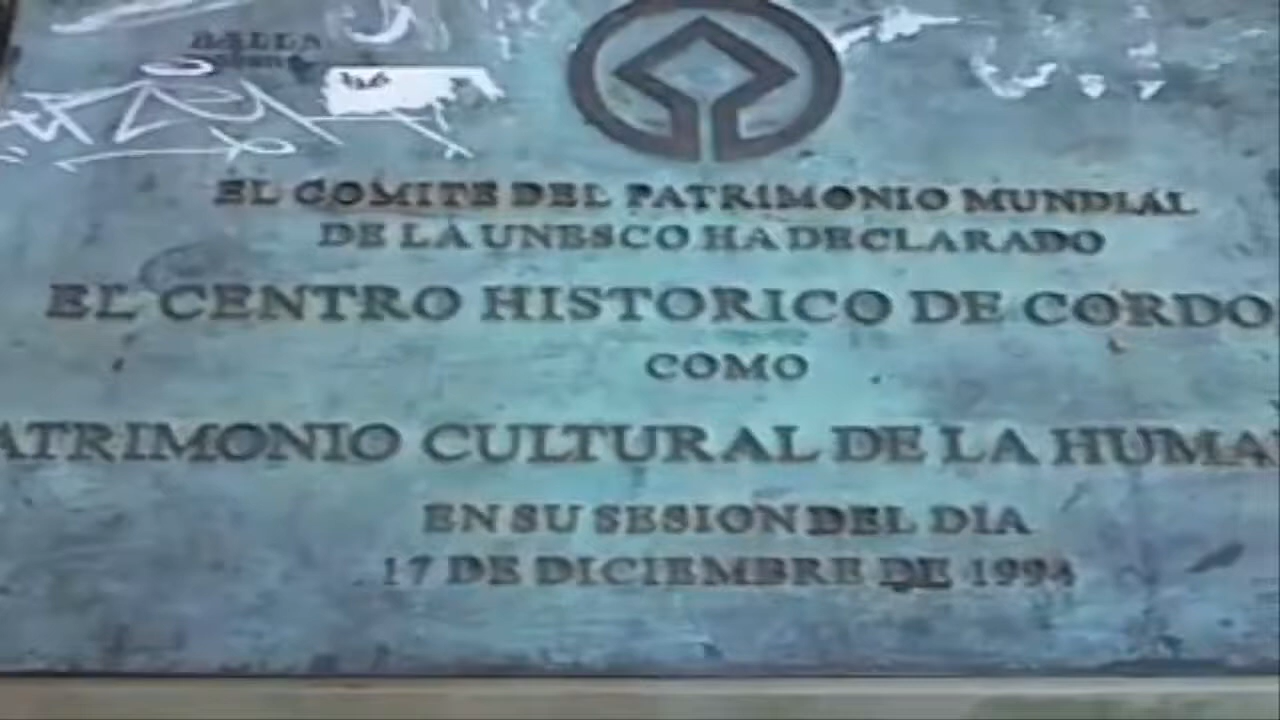 EL COMITE DEL PATRIMONIO MUNDIAL
DE LA UNESCO HA DECLARADO
EL CENTRO HISTORICO DE CORDO
COMO
ATRIMONIO CULTURAL DE LA HUMA
EN SU SESION DEL DIA
17 DE DICIEMBRE DE 1994